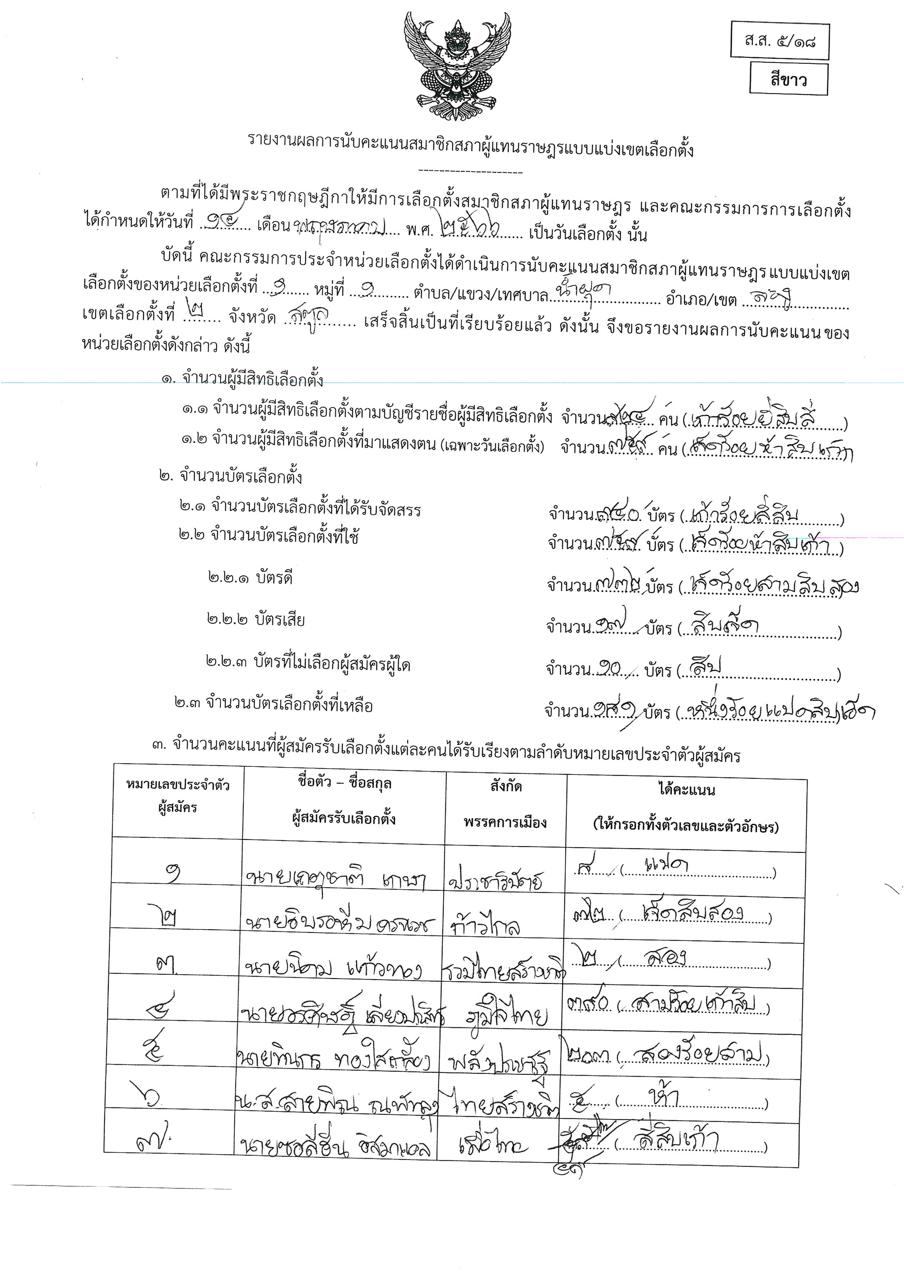 ส.ส. ๕/๑๘
สีขาว
รายงานผลการนับคะแนนสมาชิกสภาผู้แทนราษฎรแบบแบ่งเขตเลือกตั้ง
--------------------
ตามที่ได้มีพระราชกฤษฎีกาให้มีการเลือกตั้งสมาชิกสภาผู้แทนราษฎร และคณะกรรมการการเลือกตั้ง
ได้กำหนดให้วันที่ ๑๔ เดือน พฤษภาคม พ.ศ. ๒๕๖๖ เป็นวันเลือกตั้ง นั้น
บัดนี้ คณะกรรมการประจำหน่วยเลือกตั้งได้ดำเนินการนับคะแนนสมาชิกสภาผู้แทนราษฎรแบบแบ่งเขต
เลือกตั้งของหน่วยเลือกตั้งที่ ๑ หมู่ที่ ๑ ตำบล/แขวง/เทศบาล น้ำผุด อำเภอ/เขต ละงู
เขตเลือกตั้งที่ ๒ จังหวัด สตูล เสร็จสิ้นเป็นที่เรียบร้อยแล้ว ดังนั้น จึงขอรายงานผลการนับคะแนน ของ
หน่วยเลือกตั้งดังกล่าว ดังนี้
๑. จำนวนผู้มีสิทธิเลือกตั้ง
๑.๑ จำนวนผู้มีสิทธิเลือกตั้งตามบัญชีรายชื่อผู้มีสิทธิเลือกตั้ง จำนวน ๙๒๔ คน (เก้าร้อยยี่สิบสี่)
๑.๒ จำนวนผู้มีสิทธิเลือกตั้งที่มาแสดงตน (เฉพาะวันเลือกตั้ง) จำนวน ๗๕๙ คน (เจ็ดร้อยห้าสิบเก้า
๒. จำนวนบัตรเลือกตั้ง
๒.๑ จำนวนบัตรเลือกตั้งที่ได้รับจัดสรร จำนวน ๙๔๐ บัตร (เก้าร้อยสี่สิบ)
๒.๒ จำนวนบัตรเลือกตั้งที่ใช้ จำนวน ๗๕๙ บัตร (เจ็ดร้อยห้าสิบเก้า)
๒.๒.๑ บัตรดี จำนวน ๗๓๒ บัตร (เจ็ดร้อยสามสิบสอง
๒.๒.๒ บัตรเสีย จำนวน ๑๗ บัตร (สิบเจ็ด)
๒.๒.๓ บัตรที่ไม่เลือกผู้สมัครผู้ใด จำนวน ๑๐ บัตร (สิบ)
๒.๓ จำนวนบัตรเลือกตั้งที่เหลือ จำนวน ๑๘๑ บัตร (หนึ่งร้อยแปดสิบเอ็ด
๓. จำนวนคะแนนที่ผู้สมัครรับเลือกตั้งแต่ละคนได้รับเรียงตามลำดับหมายเลขประจำตัวผู้สมัคร
หมายเลขประจำตัว ผู้สมัคร ชื่อตัว – ชื่อสกุล ผู้สมัครรับเลือกตั้ง สังกัด พรรคการเมือง ได้คะแนน (ให้กรอกทั้งตัวเลขและตัวอักษร)
๑ นาย ประชาธิปัตย์ ๘ (แปด)
๒ นายอิบรอหีม ก้าวไกล ๗๒ (เจ็ดสิบสอง)
๓ นายนิคม แก้วทอง รวมไทยสร้างชาติ ๒ (สอง)
๔ นายวรศิษฎ์ เลียงประสิทธิ์ ภูมิใจไทย ๓๙๐ (สามร้อยเก้าสิบ)
๕ นาย พลังประชารัฐ ๒๐๓ (สองร้อยสาม)
๖ น.ส.สายพิณ ณ พัทลุง ไทยสร้างชาติ ๕ (ห้า)
๗ นายซอลีฮีน อิสมาแอล เพื่อไทย ๔๙ (สี่สิบเก้า)